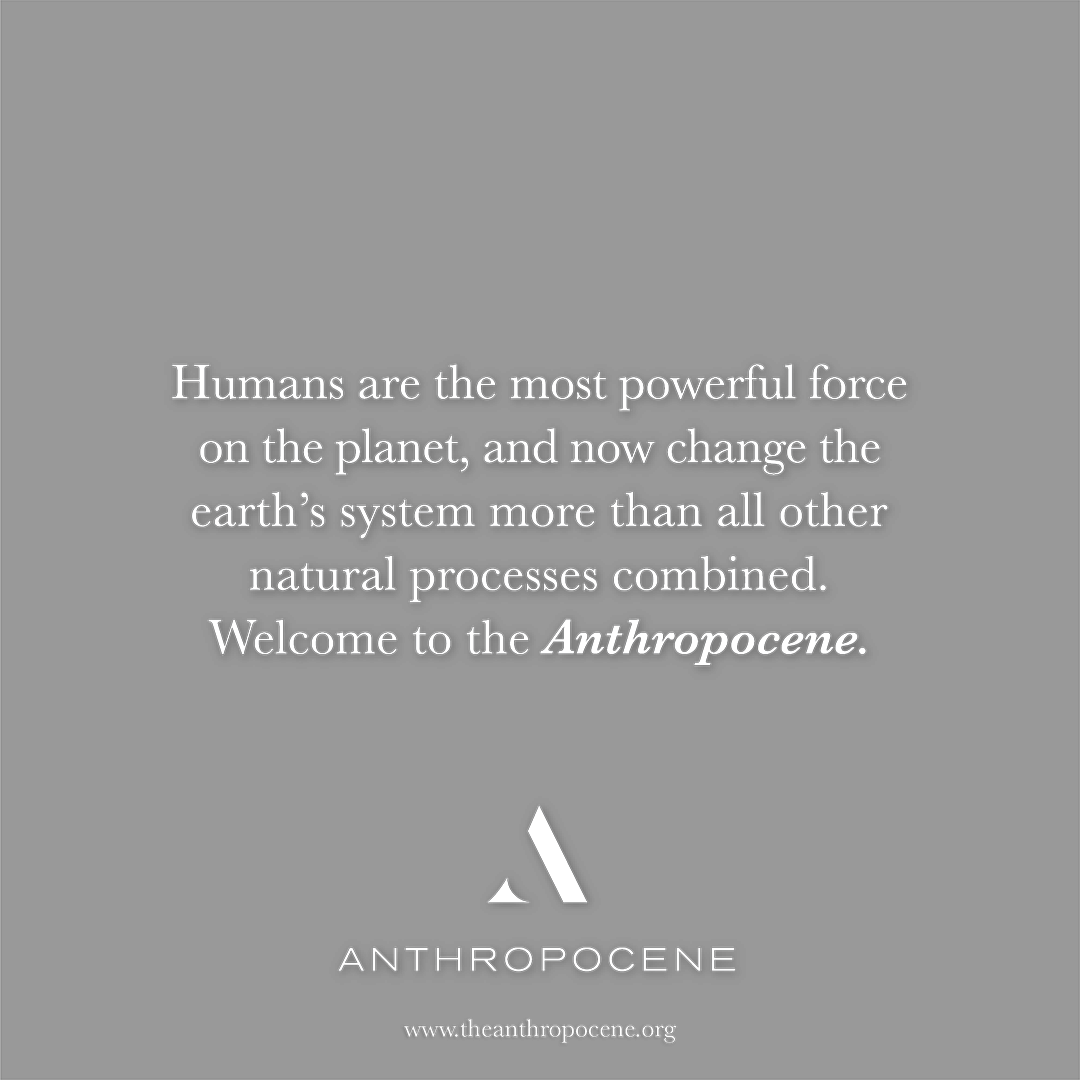 Humans are the most powerful force
on the planet, and now change the
earth’s system more than all other
natural processes combined.
Welcome to the Anthropocene.
ANTHROPOCENE
www.theanthropocene.org